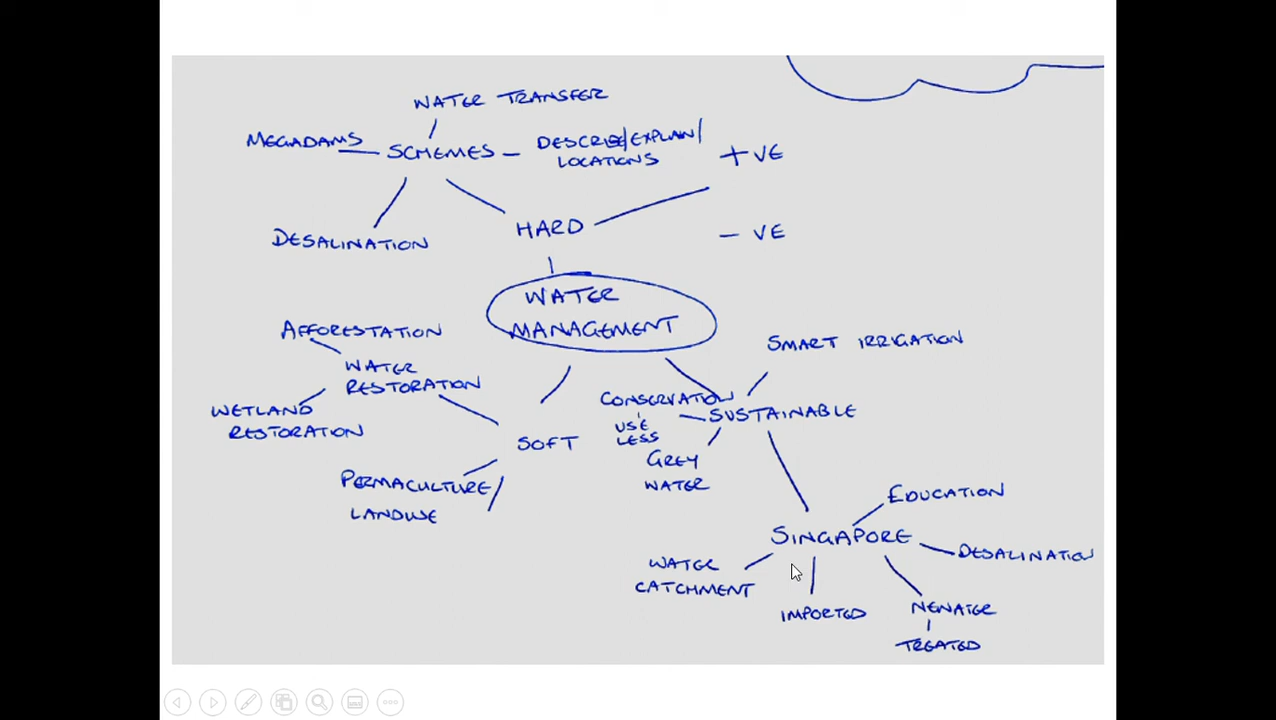 WATER TRANSFER
MEGADAMS
SCHEMES
DESCRIBE/EXPLAIN/
LOCATIONS
+VE
HARD
DESALINATION
- VE
WATER
MANAGEMENT
AFFORESTATION
WATER
RESTORATION
WETLAND
RESTORATION
SOFT
PERMACULTURE/
LANDUSE
SMART IRRIGATION
CONSERVATION
USE
LESS
SUSTAINABLE
GREY
WATER
SINGAPORE
EDUCATION
DESALINATION
WATER
CATCHMENT
IMPORTED
NEWATER
TREATED